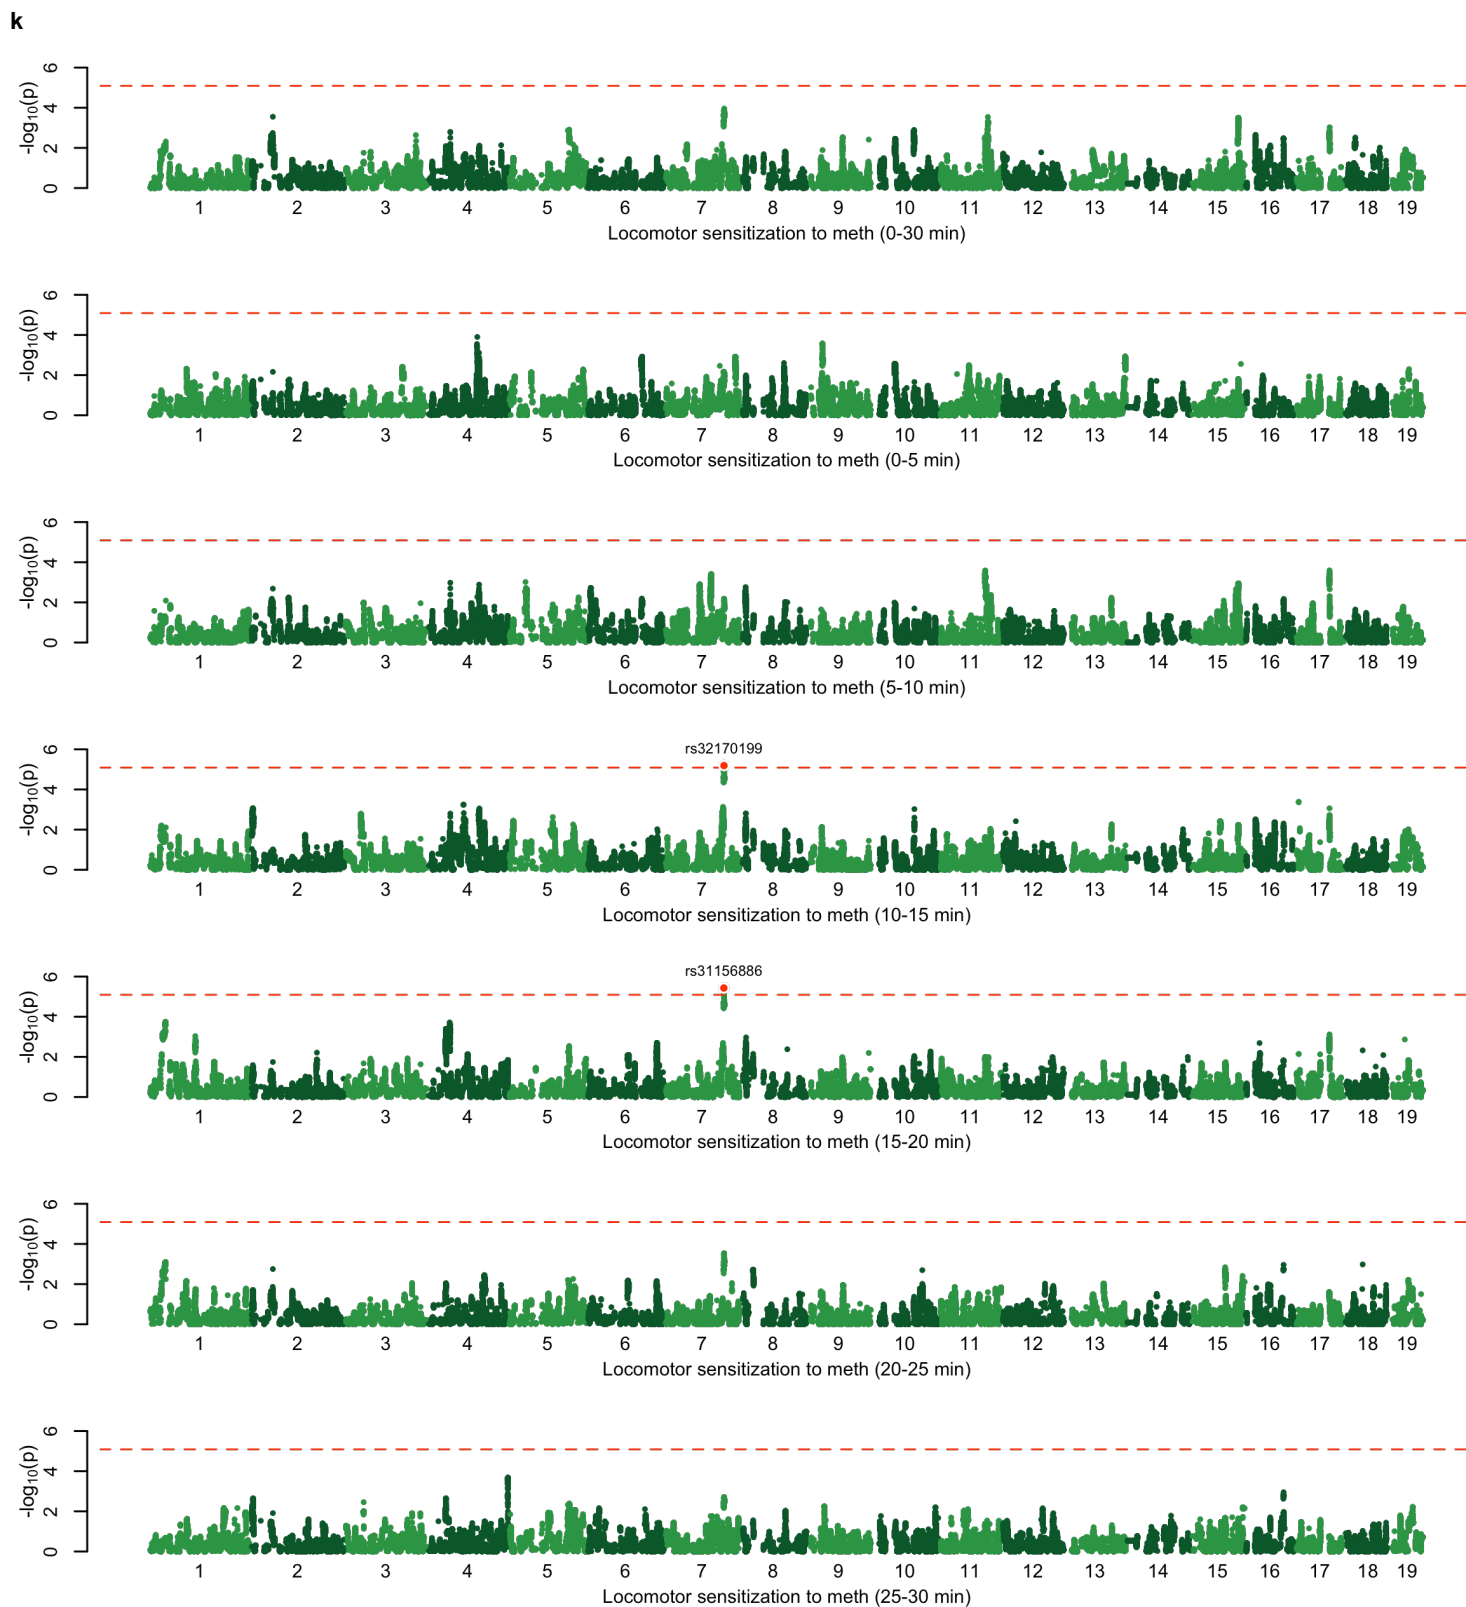 k
6
4
2
0
-log10(p)
1 2 3 4 5 6 7 8 9 10 11 12 13 14 15 16 17 18 19
Locomotor sensitization to meth (0-30 min)
6
4
2
0
-log10(p)
1 2 3 4 5 6 7 8 9 10 11 12 13 14 15 16 17 18 19
Locomotor sensitization to meth (0-5 min)
6
4
2
0
-log10(p)
1 2 3 4 5 6 7 8 9 10 11 12 13 14 15 16 17 18 19
Locomotor sensitization to meth (5-10 min)
rs32170199
6
4
2
0
-log10(p)
1 2 3 4 5 6 7 8 9 10 11 12 13 14 15 16 17 18 19
Locomotor sensitization to meth (10-15 min)
rs31156886
6
4
2
0
-log10(p)
1 2 3 4 5 6 7 8 9 10 11 12 13 14 15 16 17 18 19
Locomotor sensitization to meth (15-20 min)
6
4
2
0
-log10(p)
1 2 3 4 5 6 7 8 9 10 11 12 13 14 15 16 17 18 19
Locomotor sensitization to meth (20-25 min)
6
4
2
0
-log10(p)
1 2 3 4 5 6 7 8 9 10 11 12 13 14 15 16 17 18 19
Locomotor sensitization to meth (25-30 min)